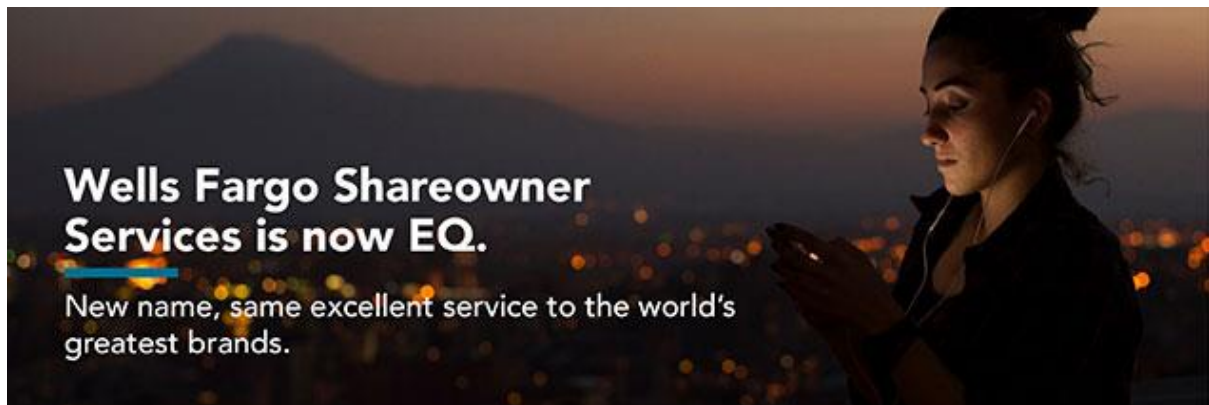 Wells Fargo Shareowner
Services is now EQ.
New name, same excellent service to the world's
greatest brands.